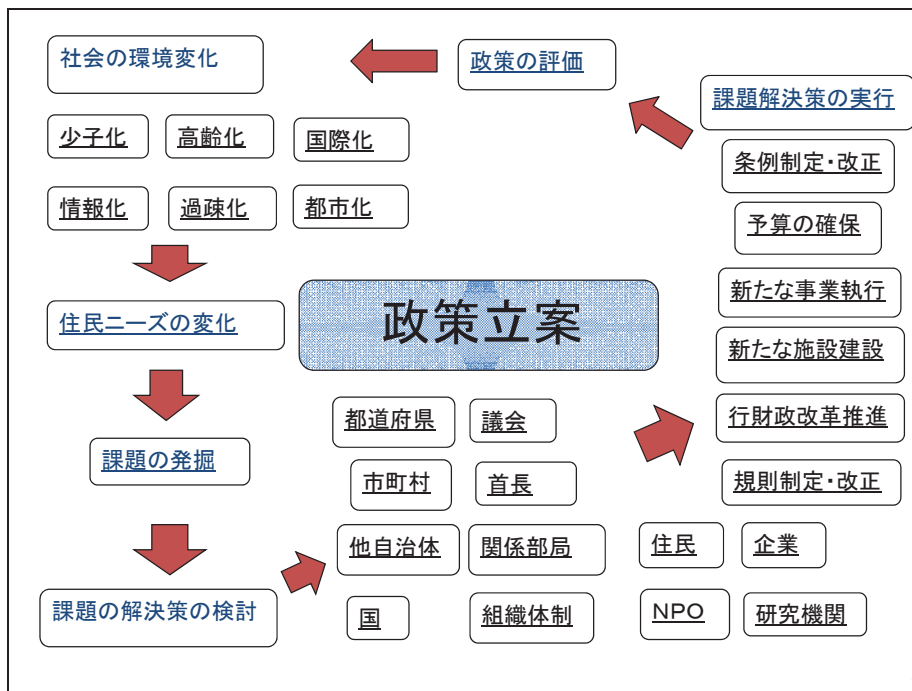 社会の環境変化
政策の評価
課題解決策の実行
少子化
高齢化
国際化
条例制定・改正
情報化
過疎化
都市化
予算の確保
新たな事業執行
住民ニーズの変化
政策立案
新たな施設建設
都道府県
議会
行財政改革推進
課題の発掘
市町村
首長
規則制定・改正
他自治体
関係部局
住民
企業
課題の解決策の検討
国
組織体制
NPO
研究機関